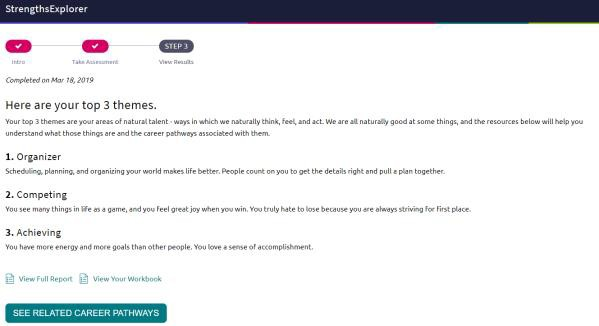 StrengthsExplorer
STEP 3
Intro
Take Assessment
View Results
Completed on Mar 18, 2019
Here are your top 3 themes.
Your top 3 themes are your areas of natural talent - ways in which we naturally think, feel, and act. We are all naturally good at some things, and the resources below will help you
understand what those things are and the career pathways associated with them.
1. Organizer
Scheduling, planning, and organizing your world makes life better. People count on you to get the details right and pull a plan together.
2. Competing
You see many things in life as a game, and you feel great joy when you win. You truly hate to lose because you are always striving for first place.
3. Achieving
You have more energy and more goals than other people. You love a sense of accomplishment.
View Full Report View Your Workbook
SEE RELATED CAREER PATHWAYS